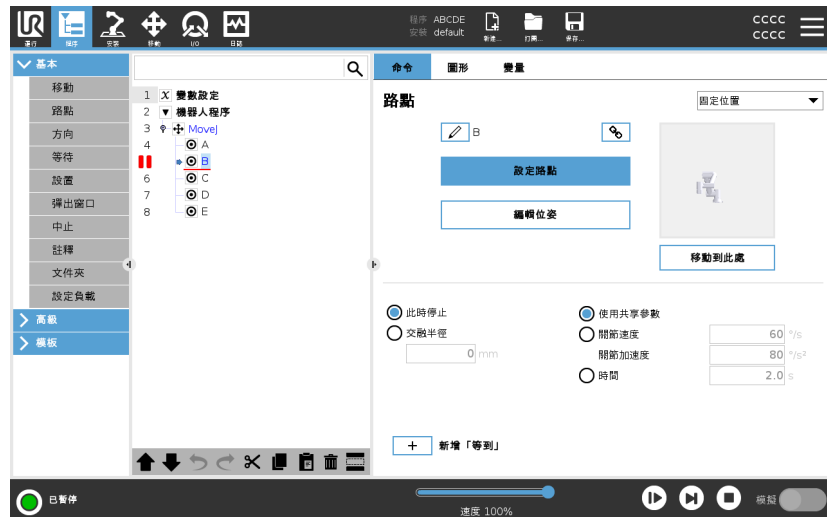 UR
運行
程序
安裝
移動
I/O
日誌
程序 ABCDE
安裝 default
新建...
打開...
保存...
cccc
cccc
基本
移動
路點
方向
等待
設置
彈出窗口
中止
註釋
文件夾
設定負載
高級
模板
1 X 變數設定
2 ▼ 機器人程序
3 MoveJ
4 A
B
6 C
7 D
8 E
命令 圖形 變量
路點
固定位置
B
設定路點
編輯位姿
移動到此處
此時停止
交融半徑
0 mm
使用共享參數
關節速度 60 °/s
關節加速度 80 °/s²
時間 2.0 s
+ 新增「等到」
已暫停
速度 100%
模擬